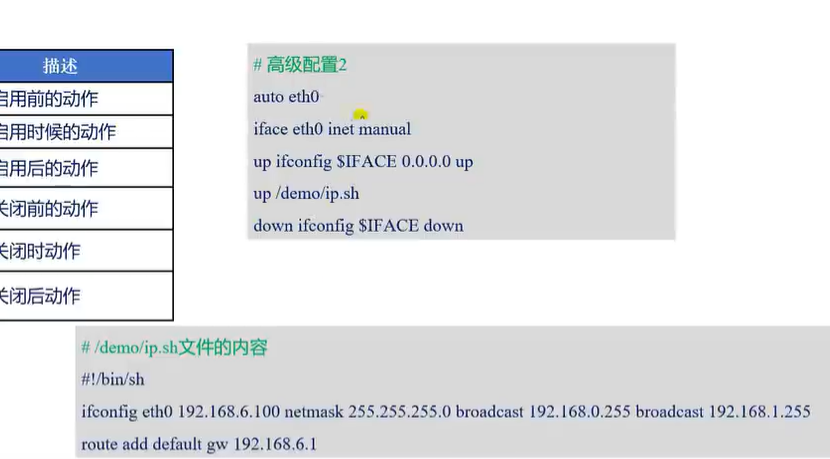 描述
启用前的动作
启用时候的动作
启用后的动作
关闭前的动作
关闭时动作
关闭后动作
# 高级配置2
auto eth0
iface eth0 inet manual
up ifconfig $IFACE 0.0.0.0 up
up /demo/ip.sh
down ifconfig $IFACE down
# /demo/ip.sh文件的内容
#!/bin/sh
ifconfig eth0 192.168.6.100 netmask 255.255.255.0 broadcast 192.168.0.255 broadcast 192.168.1.255
route add default gw 192.168.6.1